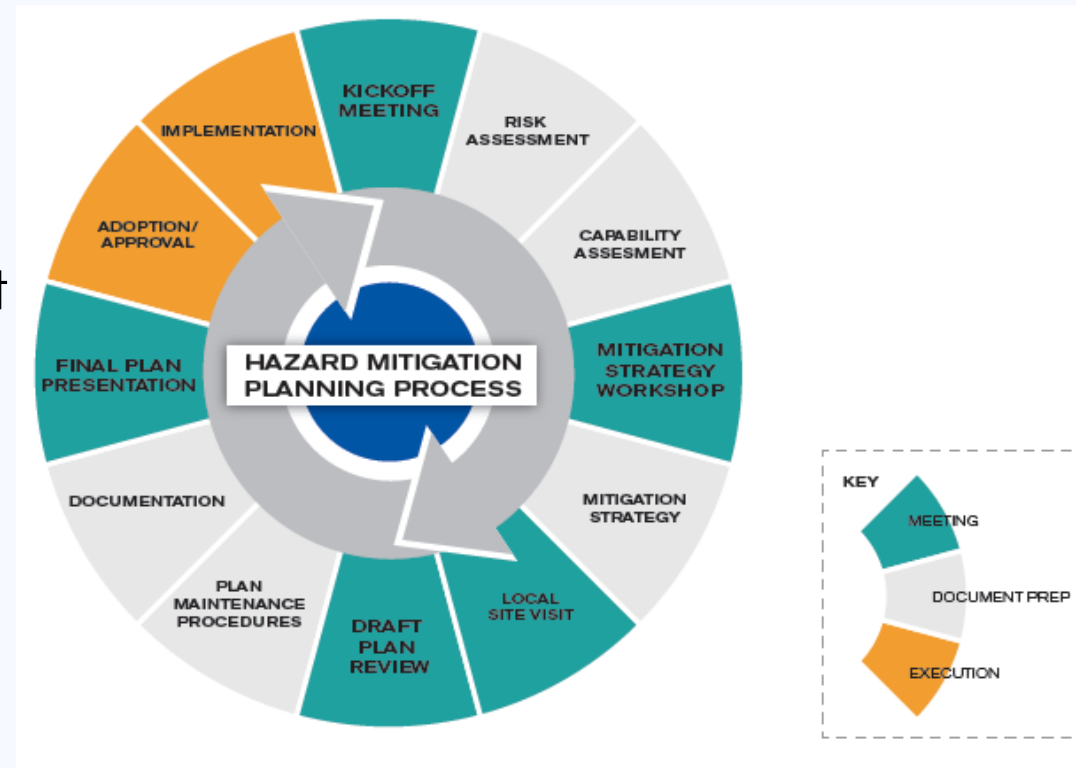 KICKOFF
MEETING
RISK
ASSESSMENT
CAPABILITY
ASSESMENT
MITIGATION
STRATEGY
WORKSHOP
MITIGATION
STRATEGY
LOCAL
SITE VISIT
DRAFT
PLAN
REVIEW
PLAN
MAINTENANCE
PROCEDURES
DOCUMENTATION
FINAL PLAN
PRESENTATION
ADOPTION/
APPROVAL
IMPLEMENTATION
HAZARD MITIGATION
PLANNING PROCESS
KEY
MEETING
DOCUMENT PREP
EXECUTION